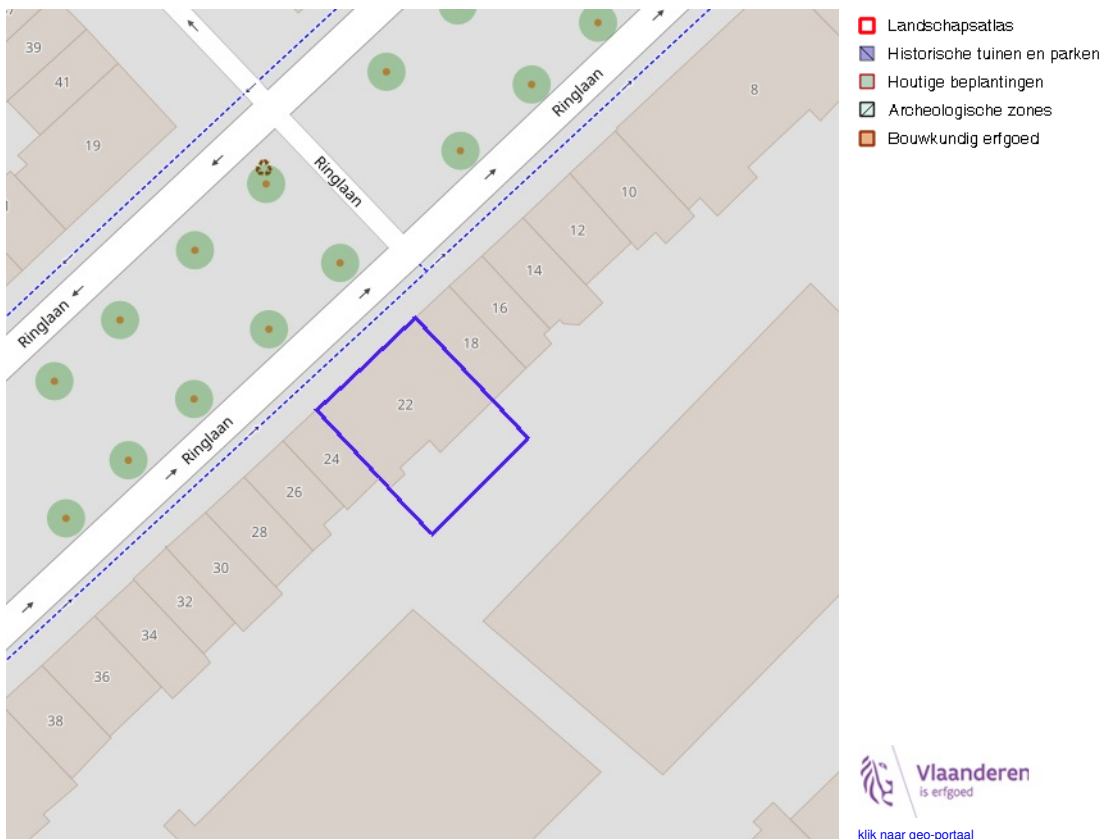 39
41
19
Ringlaan
Ringlaan
Ringlaan
Ringlaan
8
10
12
14
16
18
22
24
26
28
30
32
34
36
38
Landschapsatlas
Historische tuinen en parken
Houtige beplantingen
Archeologische zones
Bouwkundig erfgoed
Vlaanderen
is erfgoed
klik naar geo-portaal